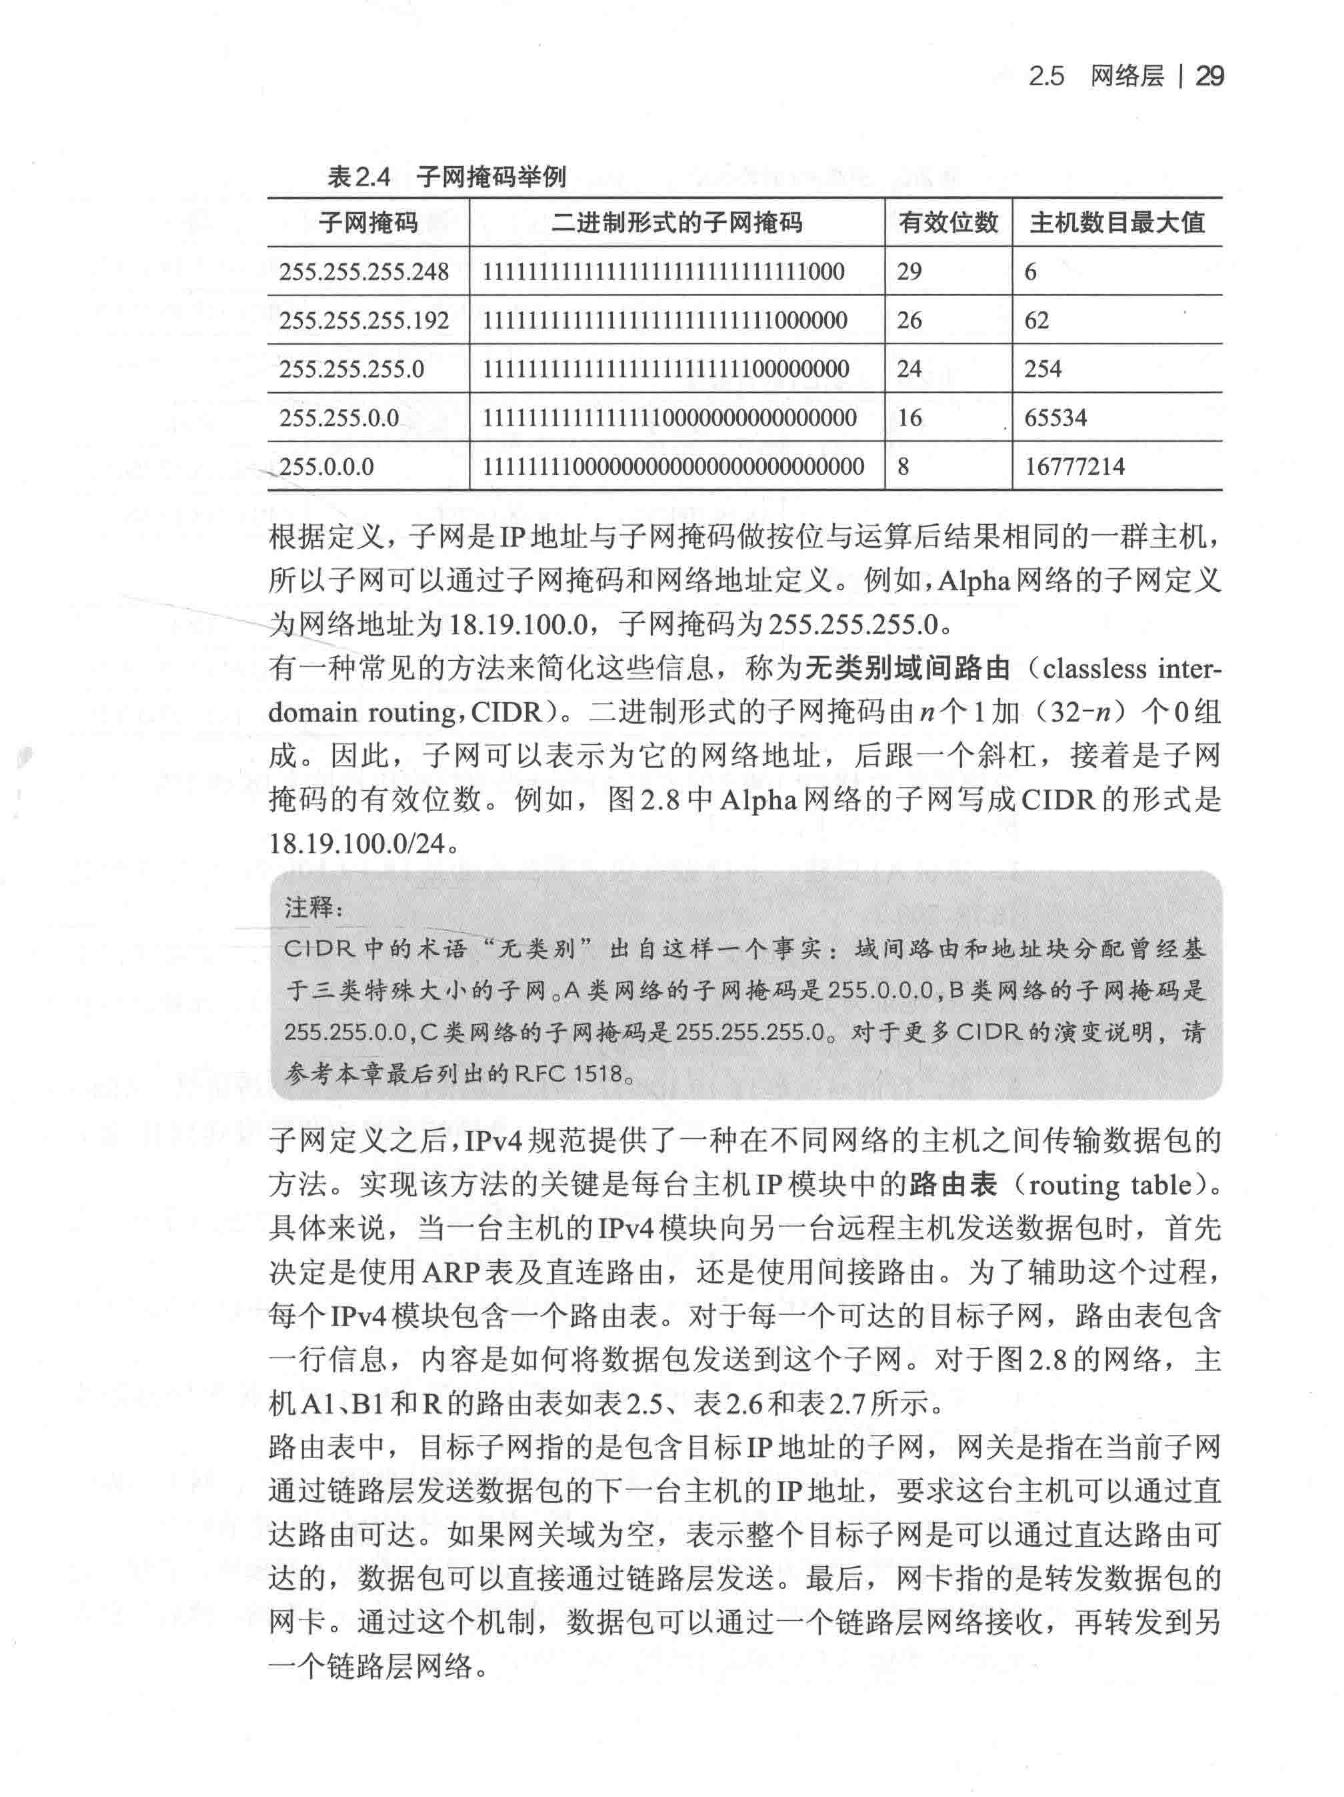 2.5 网络层 | 29
表2.4 子网掩码举例
子网掩码 二进制形式的子网掩码 有效位数 主机数目最大值
255.255.255.248 11111111111111111111111111111000 29 6
255.255.255.192 11111111111111111111111111000000 26 62
255.255.255.0 11111111111111111111111100000000 24 254
255.255.0.0 11111111111111110000000000000000 16 65534
255.0.0.0 11111111000000000000000000000000 8 16777214
根据定义，子网是IP地址与子网掩码做按位与运算后结果相同的一群主机，
所以子网可以通过子网掩码和网络地址定义。例如，Alpha网络的子网定义
为网络地址为18.19.100.0，子网掩码为255.255.255.0。
有一种常见的方法来简化这些信息，称为无类别域间路由（classless inter-
domain routing，CIDR）。二进制形式的子网掩码由n个1加（32-n）个0组
成。因此，子网可以表示为它的网络地址，后跟一个斜杠，接着是子网
掩码的有效位数。例如，图2.8中Alpha网络的子网写成CIDR的形式是
18.19.100.0/24。
注释：
CIDR中的术语“无类别”出自这样一个事实：域间路由和地址块分配曾经基
于三类特殊大小的子网。A类网络的子网掩码是255.0.0.0，B类网络的子网掩码是
255.255.0.0，C类网络的子网掩码是255.255.255.0。对于更多CIDR的演变说明，请
参考本章最后列出的RFC 1518。
子网定义之后，IPv4规范提供了一种在不同网络的主机之间传输数据包的
方法。实现该方法的关键是每台主机IP模块中的路由表（routing table）。
具体来说，当一台主机的IPv4模块向另一台远程主机发送数据包时，首先
决定是使用ARP表及直连路由，还是使用间接路由。为了辅助这个过程，
每个IPv4模块包含一个路由表。对于每一个可达的目标子网，路由表包含
一行信息，内容是如何将数据包发送到这个子网。对于图2.8的网络，主
机A1、B1和R的路由表如表2.5、表2.6和表2.7所示。
路由表中，目标子网指的是包含目标IP地址的子网，网关是指在当前子网
通过链路层发送数据包的下一台主机的IP地址，要求这台主机可以通过直
达路由可达。如果网关域为空，表示整个目标子网是可以通过直达路由可
达的，数据包可以直接通过链路层发送。最后，网卡指的是转发数据包的
网卡。通过这个机制，数据包可以通过一个链路层网络接收，再转发到另
一个链路层网络。